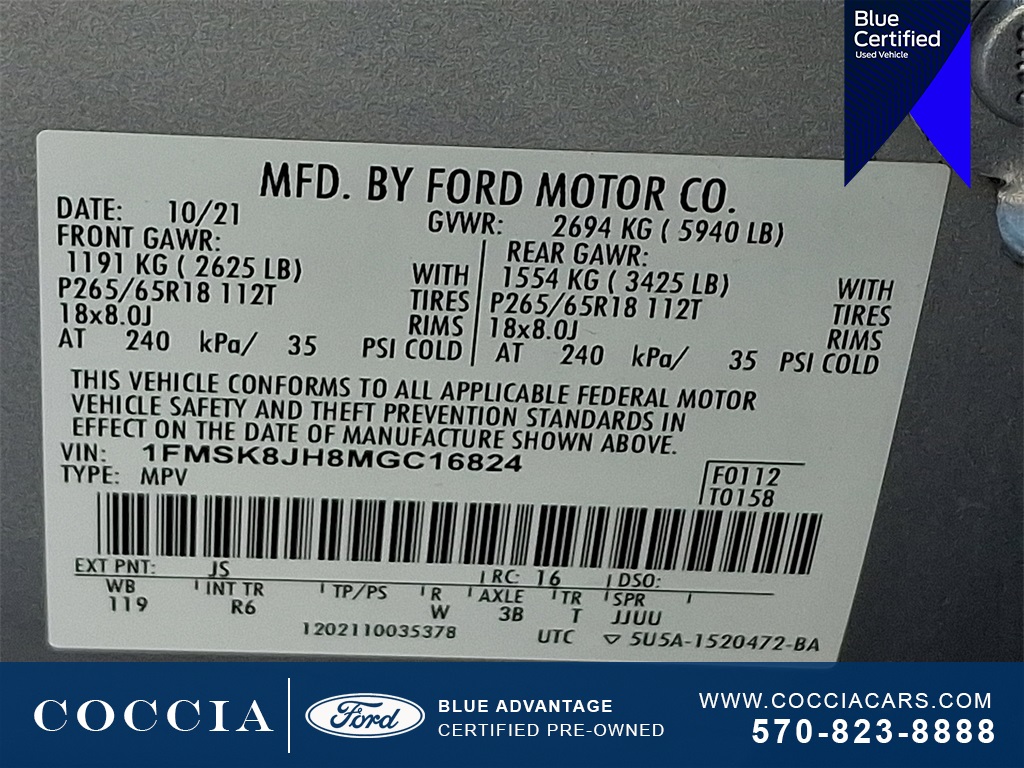 Blue
Certified
Used Vehicle
MFD. BY FORD MOTOR CO.
DATE: 10/21
GVWR: 2694 KG ( 5940 LB)
FRONT GAWR:
1191 KG ( 2625 LB) WITH
P265/65R18 112T TIRES
18x8.0J RIMS
AT 240 kPa/ 35 PSI COLD
REAR GAWR:
1554 KG ( 3425 LB) WITH
P265/65R18 112T TIRES
18x8.0J RIMS
AT 240 kPa/ 35 PSI COLD
THIS VEHICLE CONFORMS TO ALL APPLICABLE FEDERAL MOTOR
VEHICLE SAFETY AND THEFT PREVENTION STANDARDS IN
EFFECT ON THE DATE OF MANUFACTURE SHOWN ABOVE.
VIN: 1FMSK8JH8MGC16824
TYPE: MPV
F0112
T0158
EXT PNT: JS RC: 16 DSO:
WB INT TR TP/PS R AXLE TR SPR
119 R6 W 3B T JJUU
1202110035378 UTC 5U5A-1520472-BA
COCCIA
Ford
BLUE ADVANTAGE
CERTIFIED PRE-OWNED
WWW.COCCIACARS.COM
570-823-8888